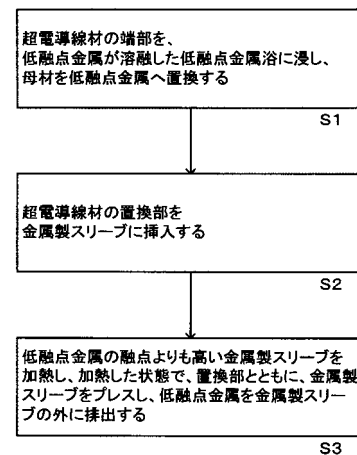 超電導線材の端部を、
低融点金属が溶融した低融点金属浴に浸し、
母材を低融点金属へ置換する
S1
超電導線材の置換部を
金属製スリーブに挿入する
S2
低融点金属の融点よりも高い金属製スリーブを
加熱し、加熱した状態で、置換部とともに、金属製
スリーブをプレスし、低融点金属を金属製スリー
ブの外に排出する
S3